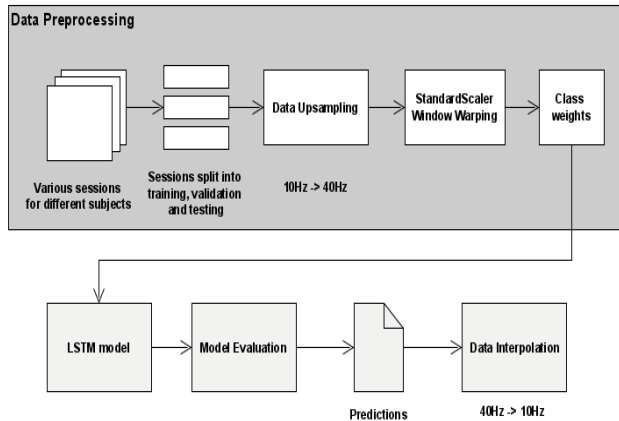 Data Preprocessing
Data Upsampling
StandardScaler
Window Warping
Class
weights
Various sessions
for different subjects
Sessions split into
training, validation
and testing
10Hz -> 40Hz
LSTM model
Model Evaluation
Data Interpolation
Predictions
40Hz -> 10Hz